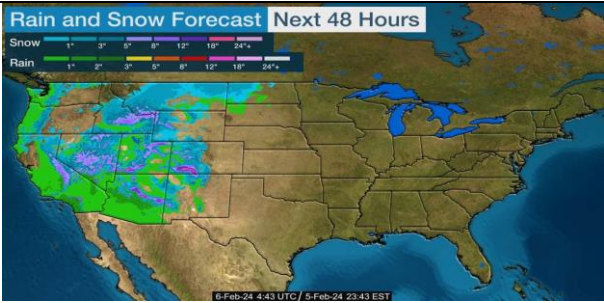 Rain and Snow Forecast Next 48 Hours
Snow
1" 3" 5" 8" 12" 18" 24"+
Rain
1" 2" 3" 5" 8" 12" 18" 24"+
6-Feb-24 4:43 UTC / 5-Feb-24 23:43 EST